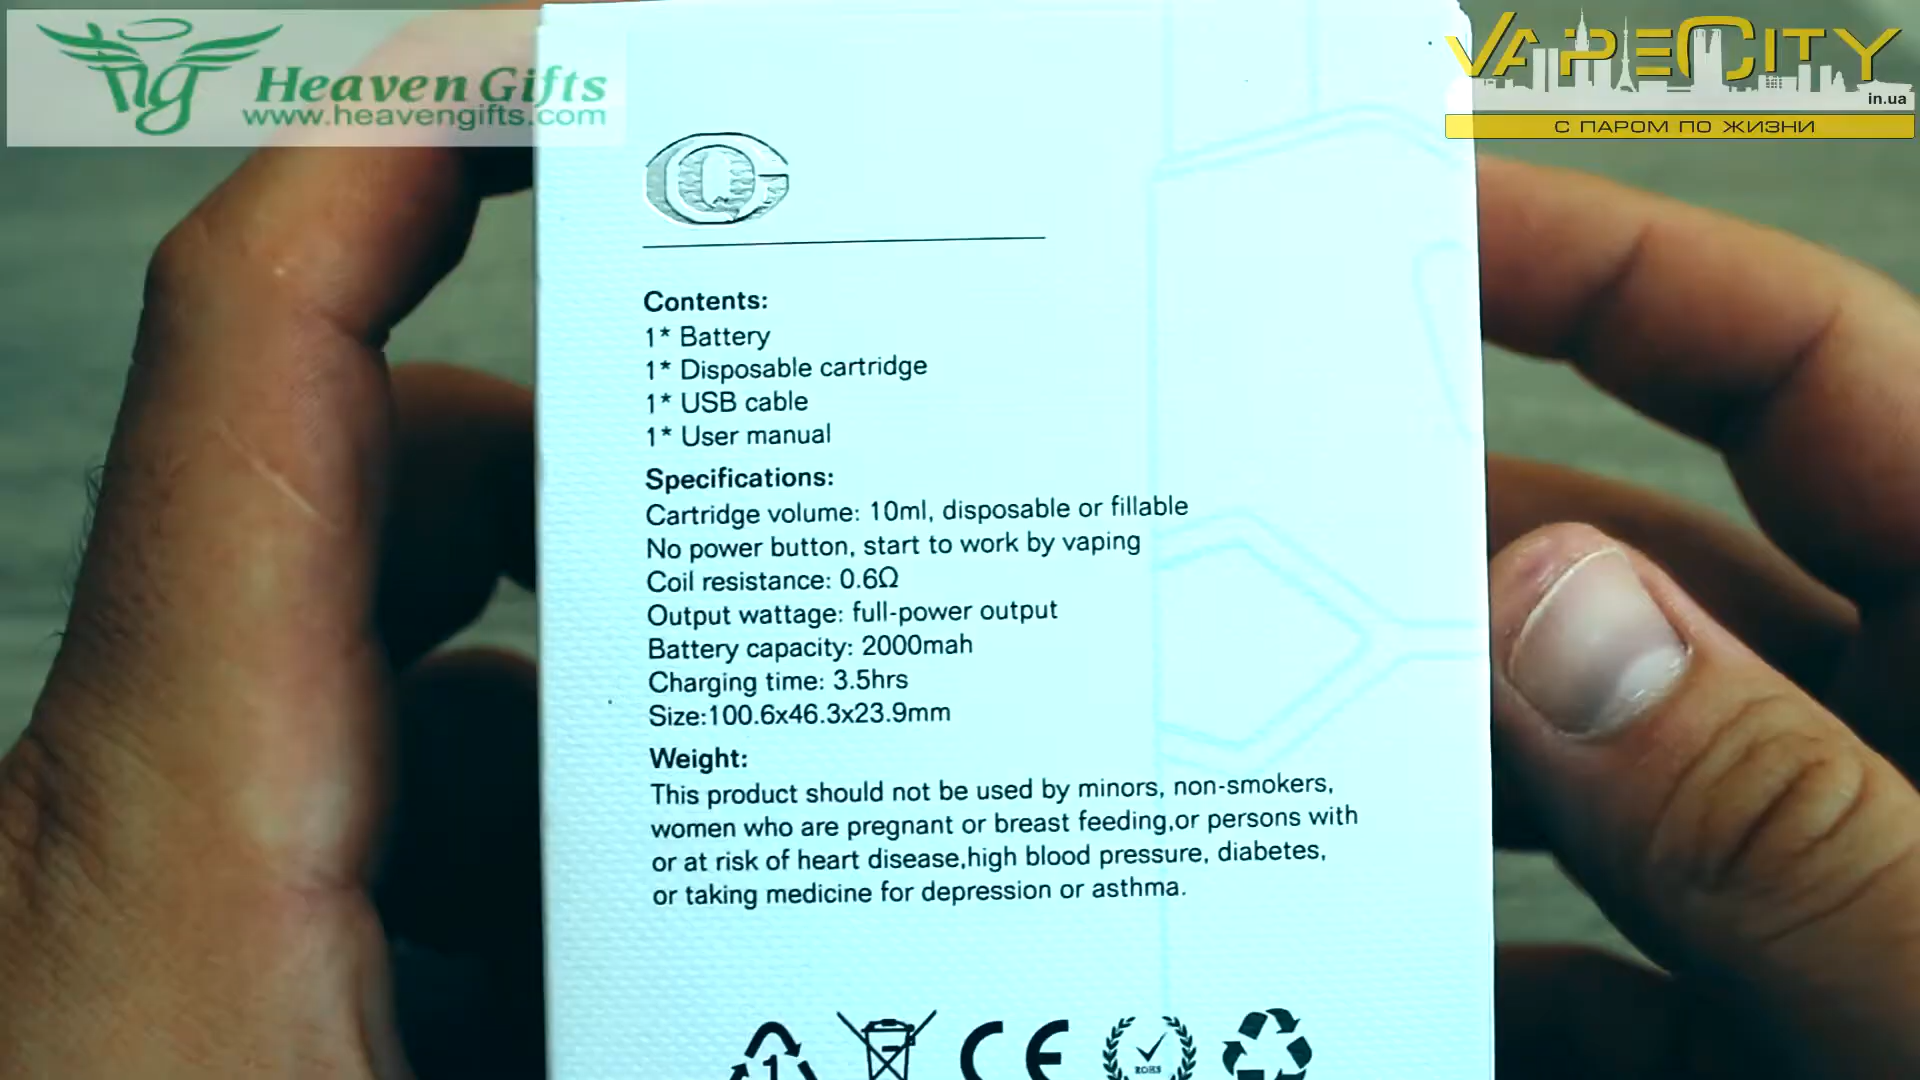 Heaven Gifts
www.heavengifts.com
VAPECITY
in.ua
С ПАРОМ ПО ЖИЗНИ
Contents:
1* Battery
1* Disposable cartridge
1* USB cable
1* User manual
Specifications:
Cartridge volume: 10ml, disposable or fillable
No power button, start to work by vaping
Coil resistance: 0.6Ω
Output wattage: full-power output
Battery capacity: 2000mah
Charging time: 3.5hrs
Size:100.6x46.3x23.9mm
Weight:
This product should not be used by minors, non-smokers,
women who are pregnant or breast feeding,or persons with
or at risk of heart disease,high blood pressure, diabetes,
or taking medicine for depression or asthma.
1
CE
ROHS